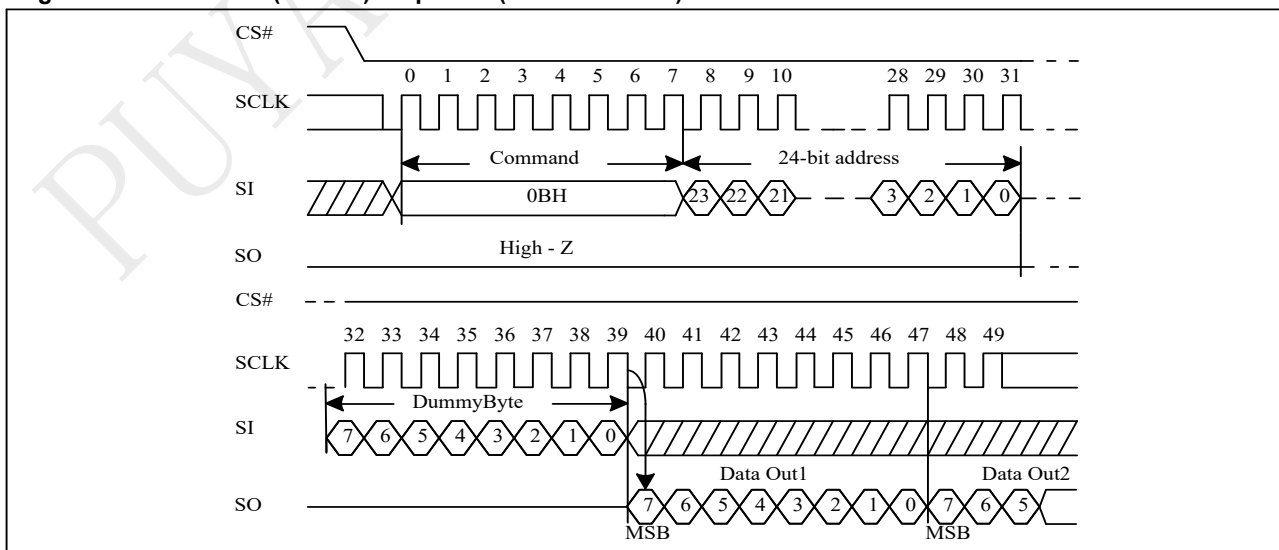 PUYA
CS#
0 1 2 3 4 5 6 7 8 9 10 28 29 30 31
SCLK
Command 24-bit address
SI 0BH 23 22 21 3 2 1 0
High - Z
SO
CS#
32 33 34 35 36 37 38 39 40 41 42 43 44 45 46 47 48 49
SCLK
DummyByte
SI 7 6 5 4 3 2 1 0
Data Out1 Data Out2
SO 7 6 5 4 3 2 1 0 7 6 5
MSB MSB